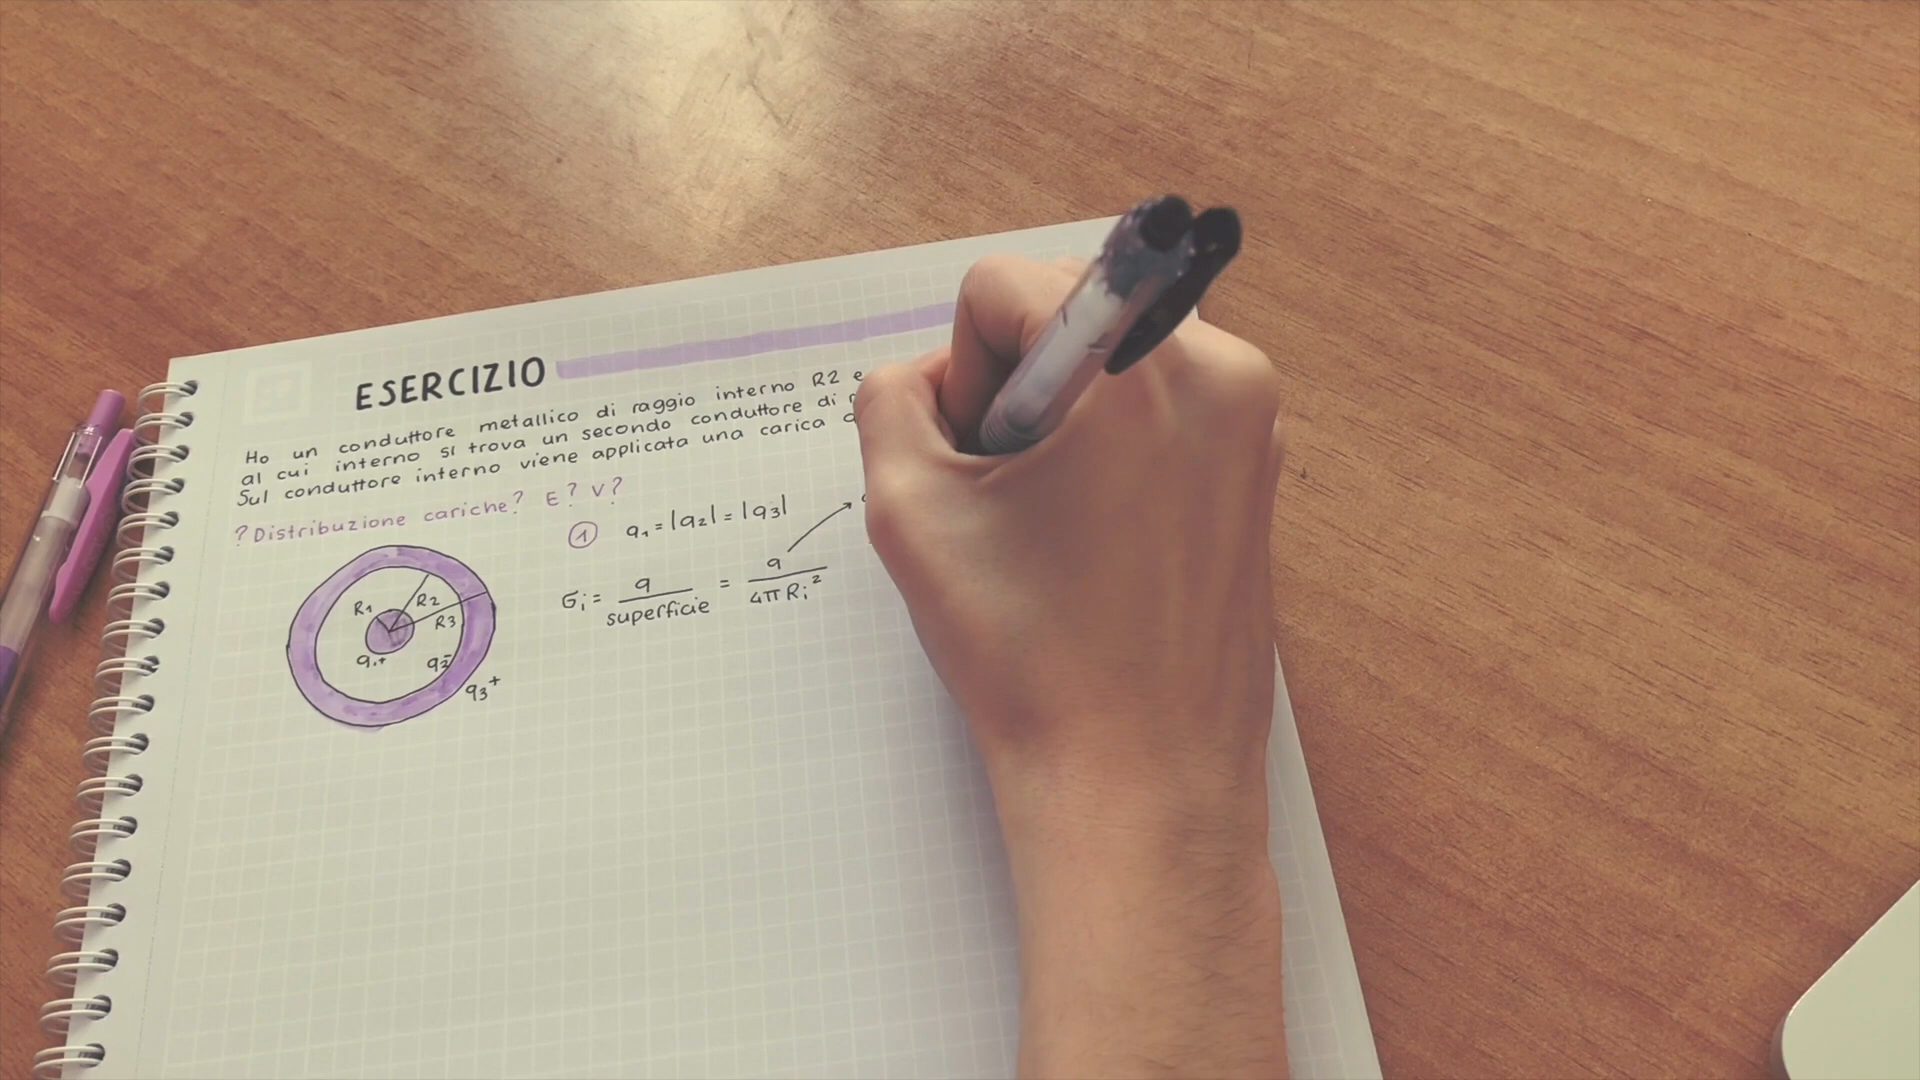 ESERCIZIO
Ho un conduttore metallico di raggio interno R2 e
al cui interno si trova un secondo conduttore di
Sul conduttore interno viene applicata una carica
? Distribuzione cariche? E? V?
① q₁ = |q₂| = |q₃|
σᵢ = q / superficie = q / 4πRᵢ²
R1
R2
R3
q₁+
q₂-
q₃+